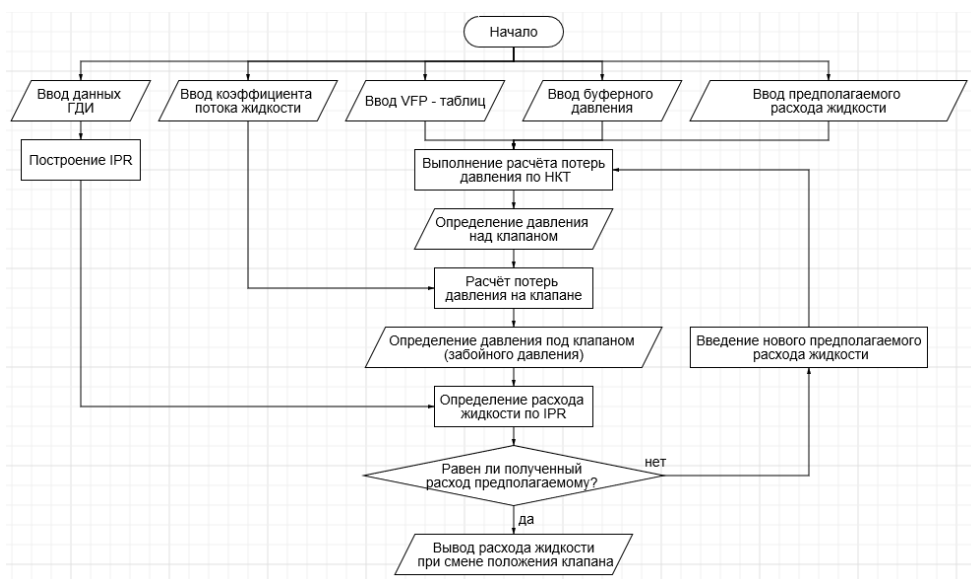 Начало
Ввод данных
ГДИ
Ввод коэффициента
потока жидкости
Ввод VFP - таблиц
Ввод буферного
давления
Ввод предполагаемого
расхода жидкости
Построение IPR
Выполнение расчёта потерь
давления по НКТ
Определение давления
над клапаном
Расчёт потерь
давления на клапане
Определение давления под клапаном
(забойного давления)
Введение нового предполагаемого
расхода жидкости
Определение расхода
жидкости по IPR
Равен ли полученный
расход предполагаемому?
нет
да
Вывод расхода жидкости
при смене положения клапана